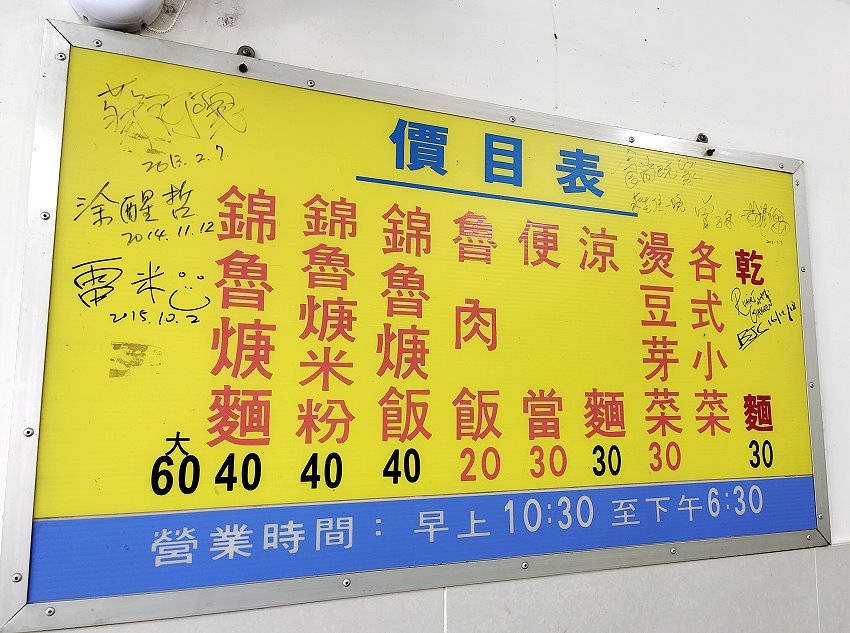 價目表
乾麵 30
各式小菜
燙豆芽菜 30
涼麵 30
便當 30
魯肉飯 20
錦魯焿飯 40
錦魯焿米粉 40
錦魯焿麵 40
大 60
營業時間：早上10:30 至下午6:30
2013.2.7
涂醒哲
2014.11.12
雷米
2015.10.2